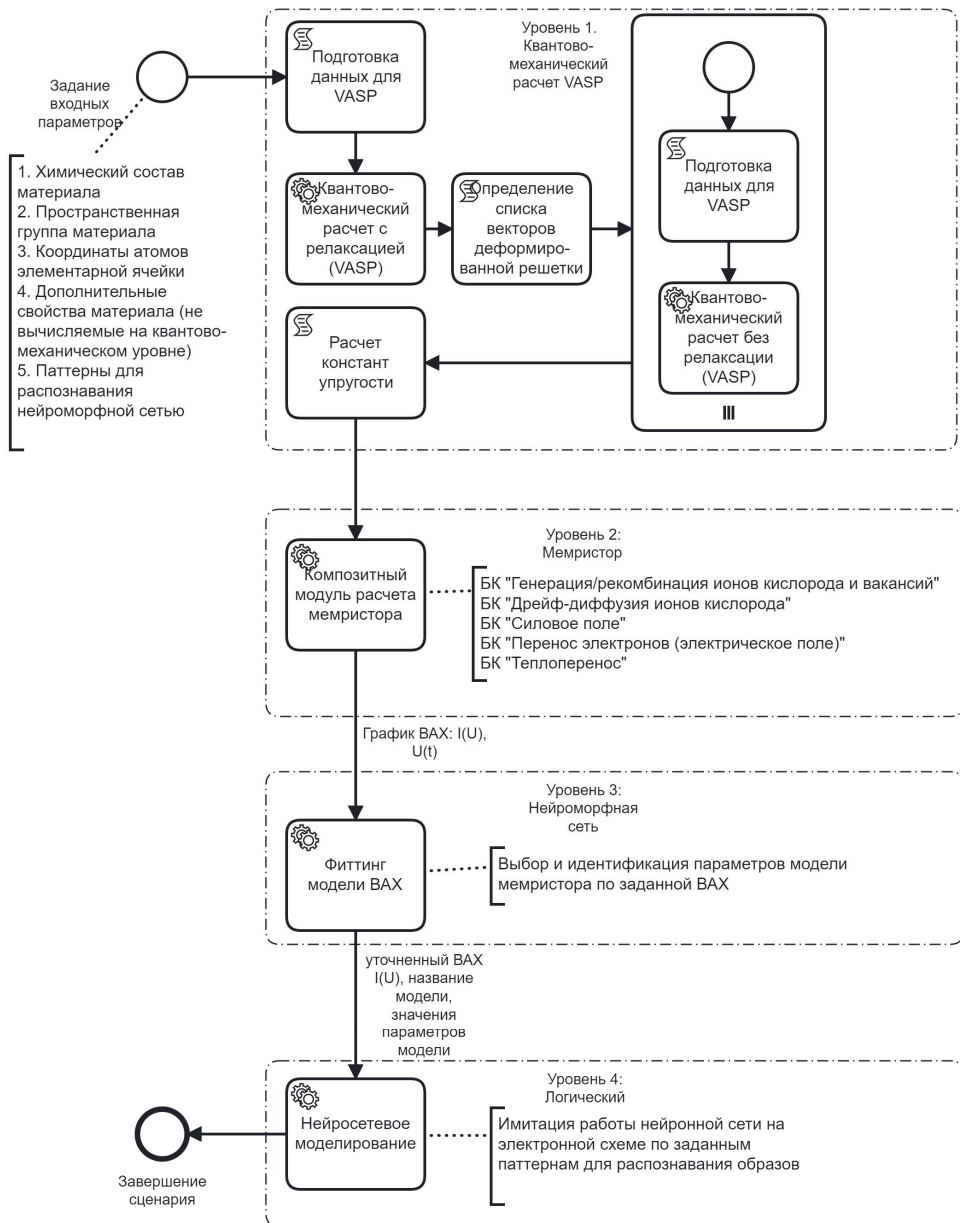 Задание
входных
параметров
1. Химический состав
материала
2. Пространственная
группа материала
3. Координаты атомов
элементарной ячейки
4. Дополнительные
свойства материала (не
вычисляемые на квантово-
механическом уровне)
5. Паттерны для
распознавания
нейроморфной сетью
Уровень 1.
Квантово-
механический
расчет VASP
Подготовка
данных для
VASP
Квантово-
механический
расчет с
релаксацией
(VASP)
Определение
списка
векторов
деформиро-
ванной решетки
Подготовка
данных для
VASP
Квантово-
механический
расчет без
релаксации
(VASP)
Расчет
констант
упругости
Уровень 2:
Мемристор
Композитный
модуль расчета
мемристора
БК "Генерация/рекомбинация ионов кислорода и вакансий"
БК "Дрейф-диффузия ионов кислорода"
БК "Силовое поле"
БК "Перенос электронов (электрическое поле)"
БК "Теплоперенос"
График ВАХ: I(U),
U(t)
Уровень 3:
Нейроморфная
сеть
Фиттинг
модели ВАХ
Выбор и идентификация параметров модели
мемристора по заданной ВАХ
уточненный ВАХ
I(U), название
модели,
значения
параметров
модели
Уровень 4:
Логический
Нейросетевое
моделирование
Имитация работы нейронной сети на
электронной схеме по заданным
паттернам для распознавания образов
Завершение
сценария